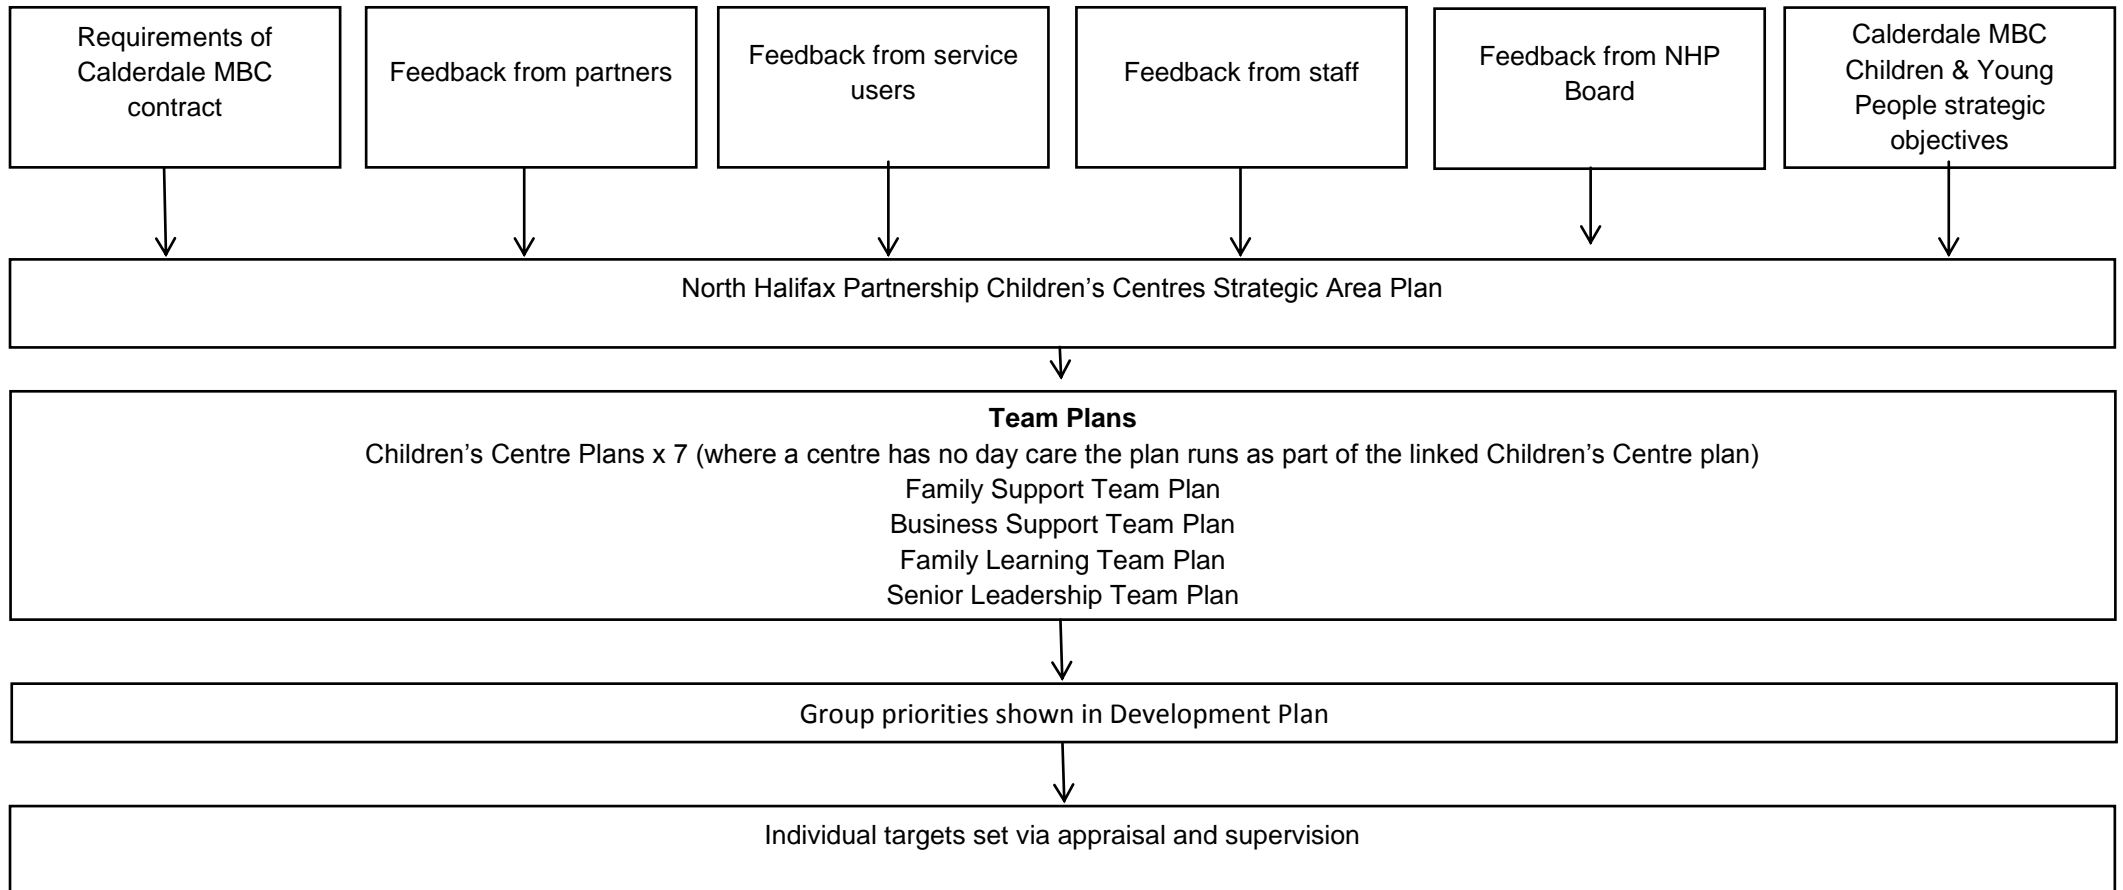 Requirements of
Calderdale MBC
contract
Feedback from partners
Feedback from service
users
Feedback from staff
Feedback from NHP
Board
Calderdale MBC
Children & Young
People strategic
objectives
North Halifax Partnership Children’s Centres Strategic Area Plan
Team Plans
Children’s Centre Plans x 7 (where a centre has no day care the plan runs as part of the linked Children’s Centre plan)
Family Support Team Plan
Business Support Team Plan
Family Learning Team Plan
Senior Leadership Team Plan
Group priorities shown in Development Plan
Individual targets set via appraisal and supervision